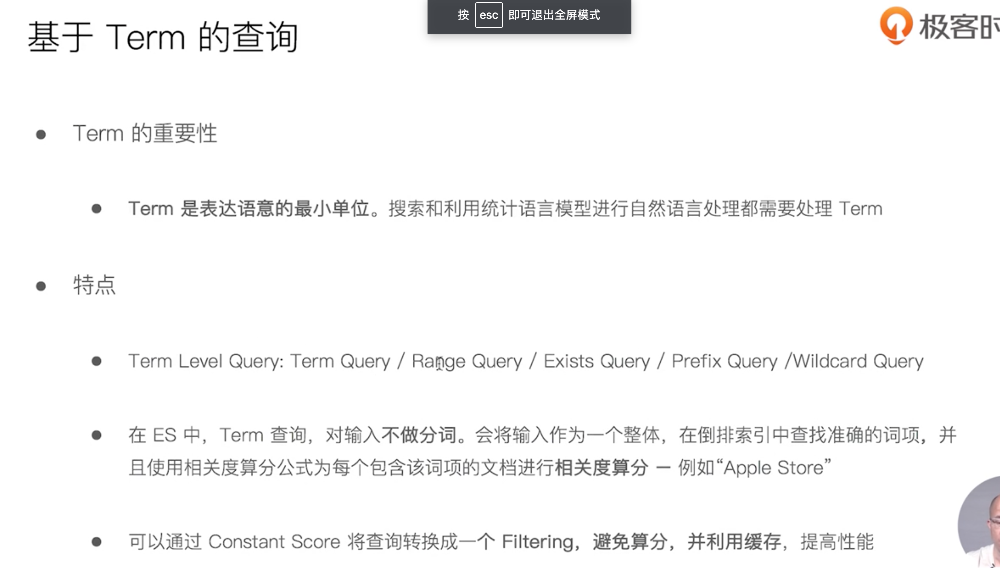 按 esc 即可退出全屏模式
极客时
基于 Term 的查询
Term 的重要性
Term 是表达语意的最小单位。搜索和利用统计语言模型进行自然语言处理都需要处理 Term
特点
Term Level Query: Term Query / Range Query / Exists Query / Prefix Query /Wildcard Query
在 ES 中，Term 查询，对输入不做分词。会将输入作为一个整体，在倒排索引中查找准确的词项，并
且使用相关度算分公式为每个包含该词项的文档进行相关度算分 – 例如“Apple Store”
可以通过 Constant Score 将查询转换成一个 Filtering，避免算分，并利用缓存，提高性能